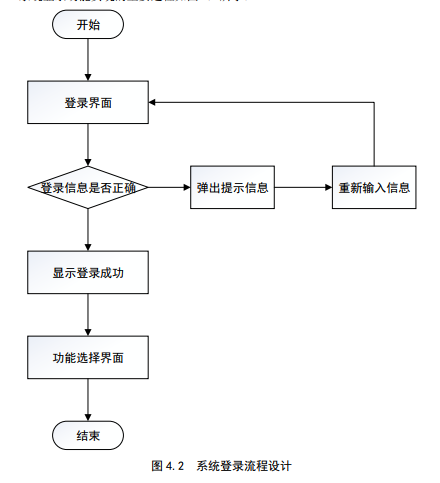 开始
登录界面
登录信息是否正确
弹出提示信息
重新输入信息
显示登录成功
功能选择界面
结束
图 4.2 系统登录流程设计